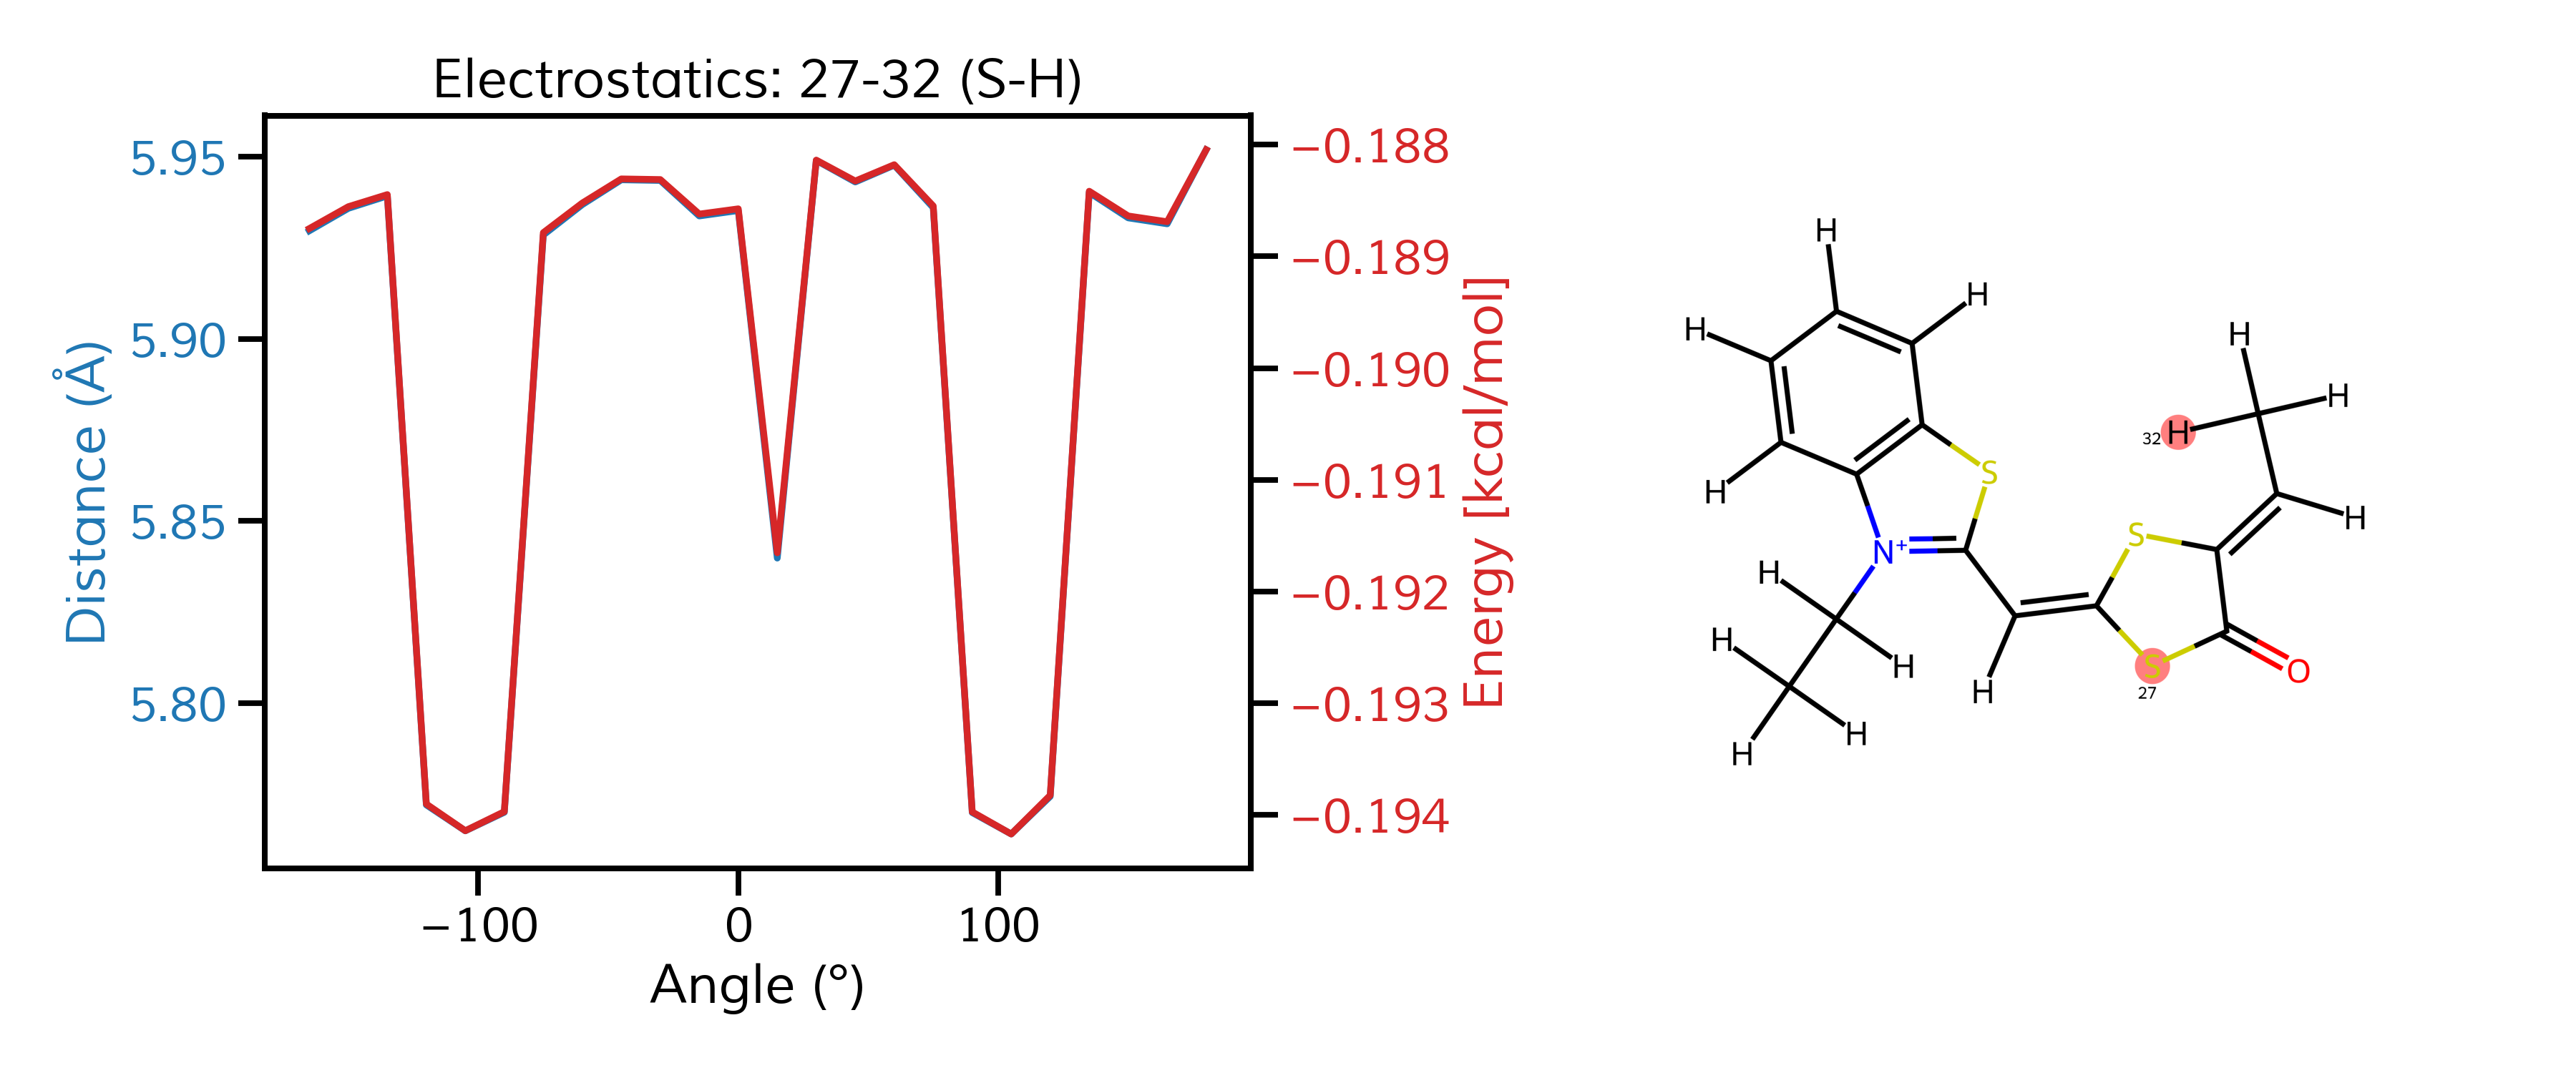 Electrostatics: 27-32 (S-H)
5.95
5.90
5.85
5.80
Distance (Å)
−100
0
100
Angle (°)
−0.188
−0.189
−0.190
−0.191
−0.192
−0.193
−0.194
Energy [kcal/mol]
H
H
H
H
H
H
32
H
S
H
H
S
N+
H
H
H
S
27
O
H
H
H